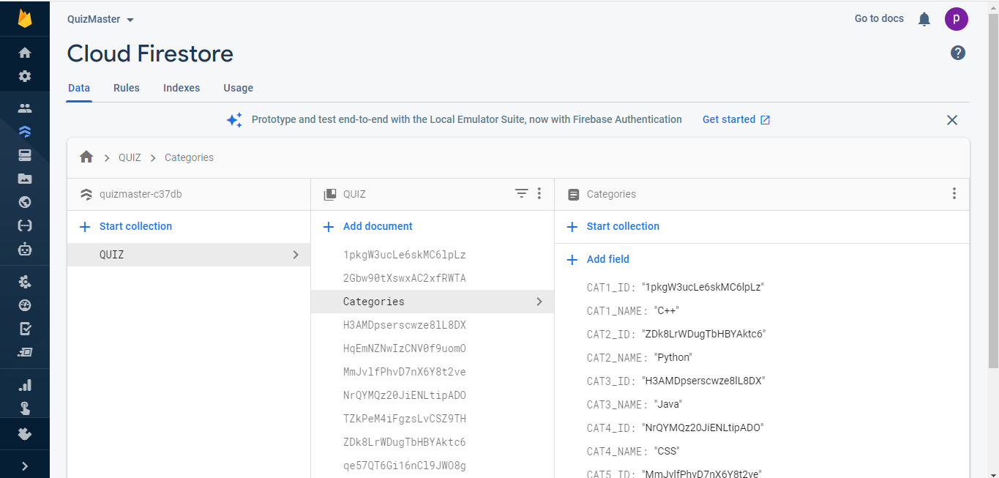 QuizMaster
Go to docs
p
Cloud Firestore
?
Data Rules Indexes Usage
Prototype and test end-to-end with the Local Emulator Suite, now with Firebase Authentication Get started
QUIZ Categories
quizmaster-c37db
Start collection
QUIZ
QUIZ
Add document
1pkgW3ucLe6skMC6lpLz
2Gbw90tXswxAC2xfRWTA
Categories
H3AMDpserscwze8lL8DX
HqEmNZNwIzCNV0f9uomO
MmJvlfPhvD7nX6Y8t2ve
NrQYMQz20JiENLtipADO
TZkPeM4iFgzsLvCSZ9TH
ZDk8LrWDugTbHBYAktc6
qe57QT6Gi16nCl9JWO8g
Categories
Start collection
Add field
CAT1_ID: "1pkgW3ucLe6skMC6lpLz"
CAT1_NAME: "C++"
CAT2_ID: "ZDk8LrWDugTbHBYAktc6"
CAT2_NAME: "Python"
CAT3_ID: "H3AMDpserscwze8lL8DX"
CAT3_NAME: "Java"
CAT4_ID: "NrQYMQz20JiENLtipADO"
CAT4_NAME: "CSS"
CAT5_ID: "MmJvlfPhvD7nX6Y8t2ve"